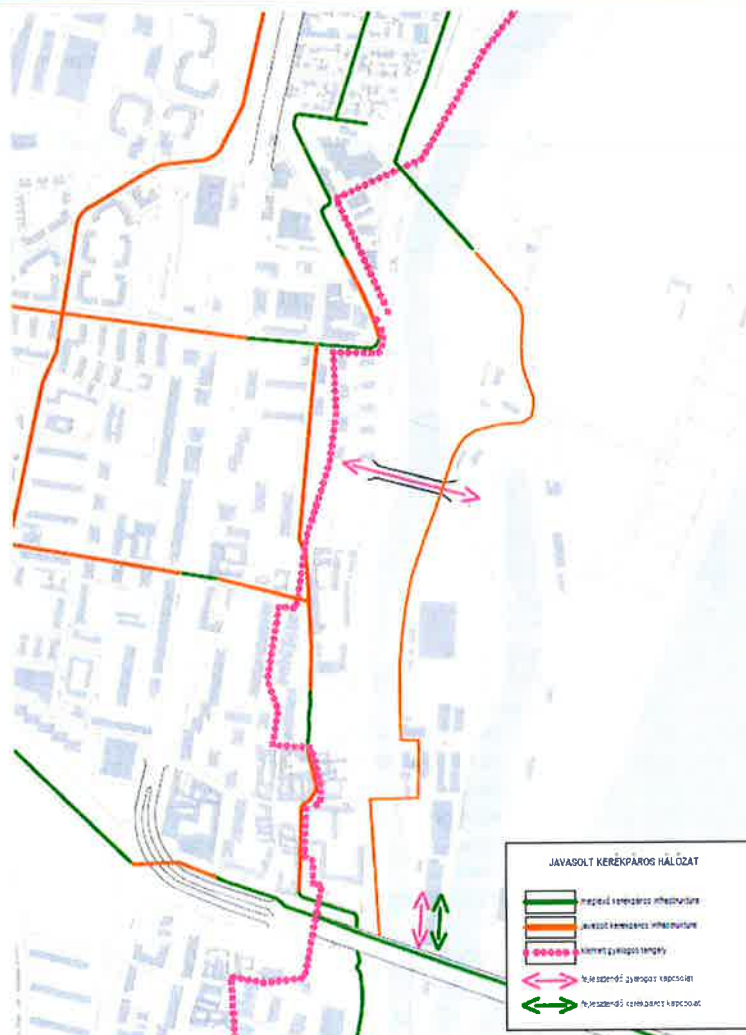 JAVASOLT KERÉKPÁROS HÁLÓZAT
meglévő kerékpáros infrastruktúra
javasolt kerékpáros infrastruktúra
kiemelt gyalogos tengely
fejlesztendő gyalogos kapcsolat
fejlesztendő kerékpáros kapcsolat